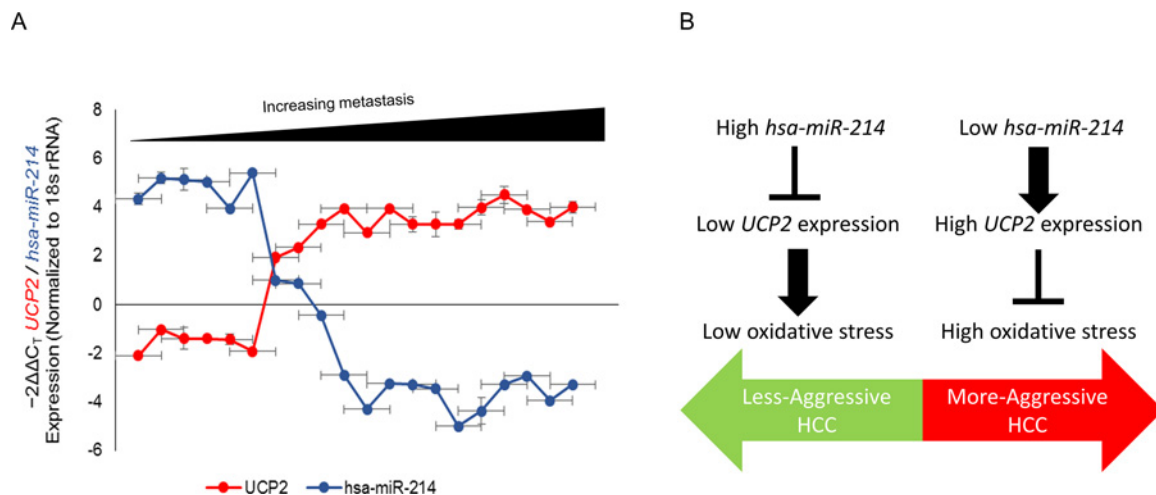 A
B
Increasing metastasis
−2ΔΔCT UCP2 / hsa-miR-214
Expression (Normalized to 18s rRNA)
8
6
4
2
0
-2
-4
-6
UCP2
hsa-miR-214
High hsa-miR-214
Low UCP2 expression
Low oxidative stress
Low hsa-miR-214
High UCP2 expression
High oxidative stress
Less-Aggressive
HCC
More-Aggressive
HCC